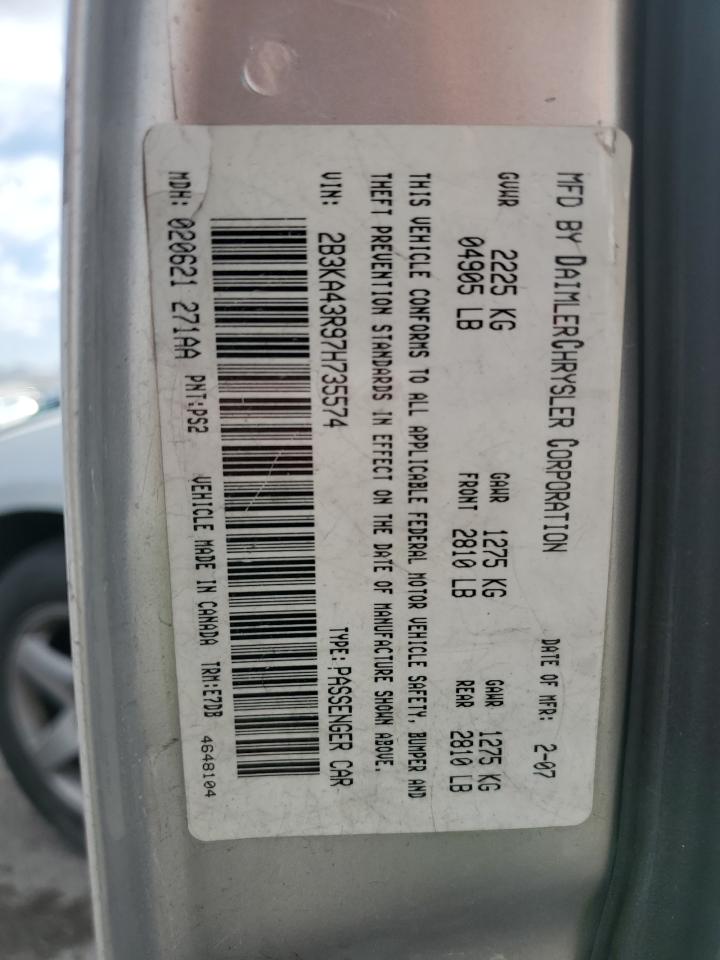 MFD BY DAIMLERCHRYSLER CORPORATION DATE OF MFR: 2-07
GVWR 2225 KG GAWR 1275 KG GAWR 1275 KG
04905 LB FRONT 2810 LB REAR 2810 LB
THIS VEHICLE CONFORMS TO ALL APPLICABLE FEDERAL MOTOR VEHICLE SAFETY, BUMPER AND
THEFT PREVENTION STANDARDS IN EFFECT ON THE DATE OF MANUFACTURE SHOWN ABOVE.
VIN: 2B3KA43R97H735574 TYPE: PASSENGER CAR
MDH: 020621 271AA PNT:PS2 VEHICLE MADE IN CANADA TRM:E7DB 4648104